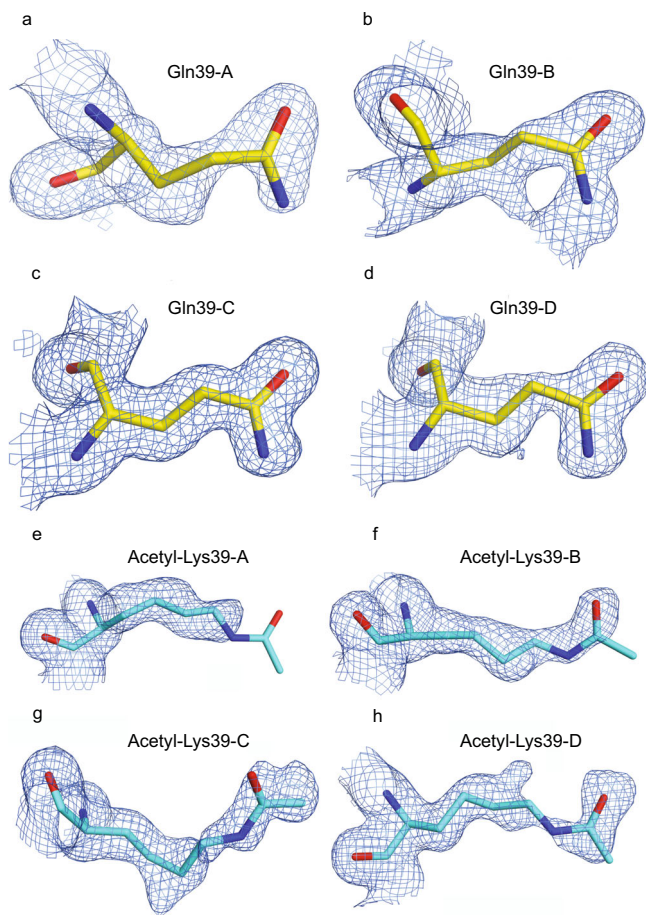 a
b
Gln39-A
Gln39-B
c
d
Gln39-C
Gln39-D
e
f
Acetyl-Lys39-A
Acetyl-Lys39-B
g
h
Acetyl-Lys39-C
Acetyl-Lys39-D